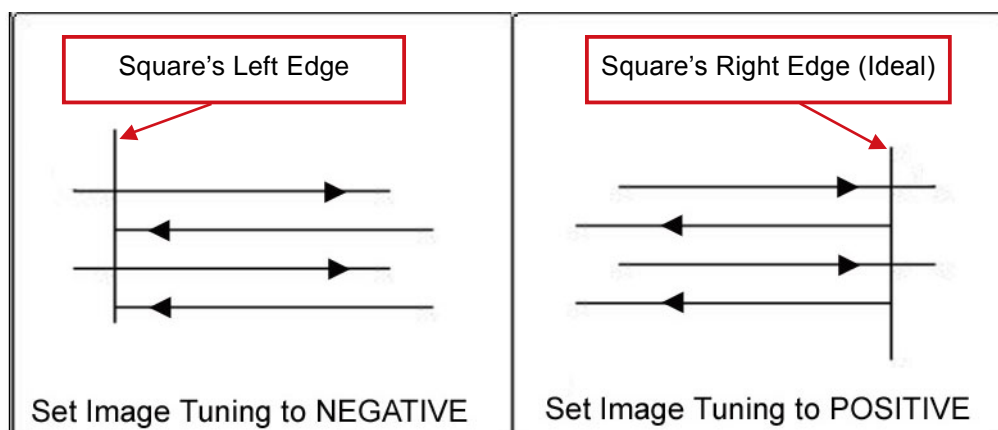 Square's Left Edge
Set Image Tuning to NEGATIVE
Square's Right Edge (Ideal)
Set Image Tuning to POSITIVE